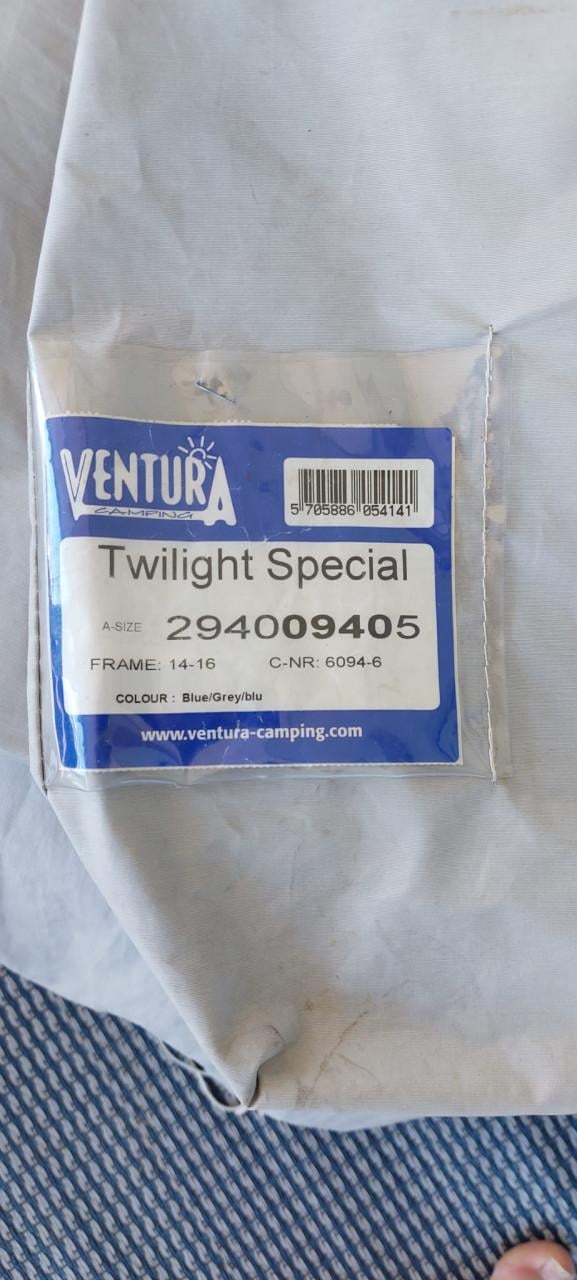 VENTURA
CAMPING
5 705886 054141
Twilight Special
A-SIZE 294009405
FRAME: 14-16 C-NR: 6094-6
COLOUR : Blue/Grey/blu
www.ventura-camping.com